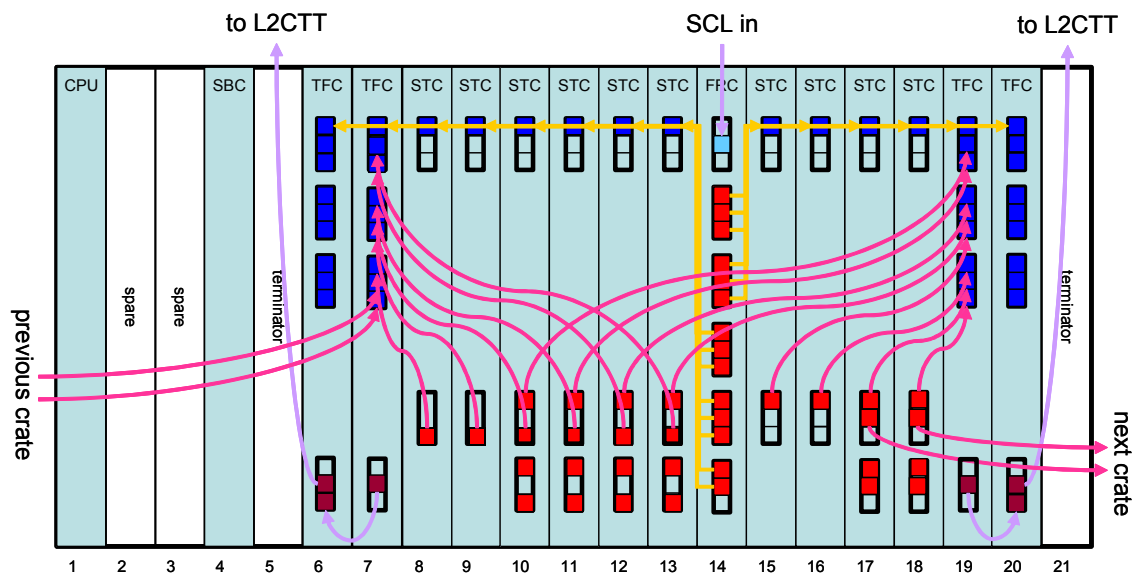 to L2CTT
SCL in
to L2CTT
CPU
SBC
TFC
TFC
STC
STC
STC
STC
STC
STC
FRC
STC
STC
STC
STC
TFC
TFC
spare
spare
terminator
terminator
previous crate
next crate
1 2 3 4 5 6 7 8 9 10 11 12 13 14 15 16 17 18 19 20 21